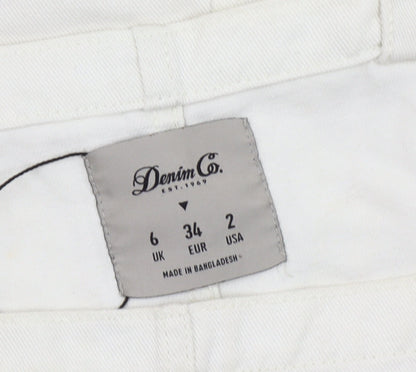 Denim Co.
EST. 1969
6 34 2
UK EUR USA
MADE IN BANGLADESH